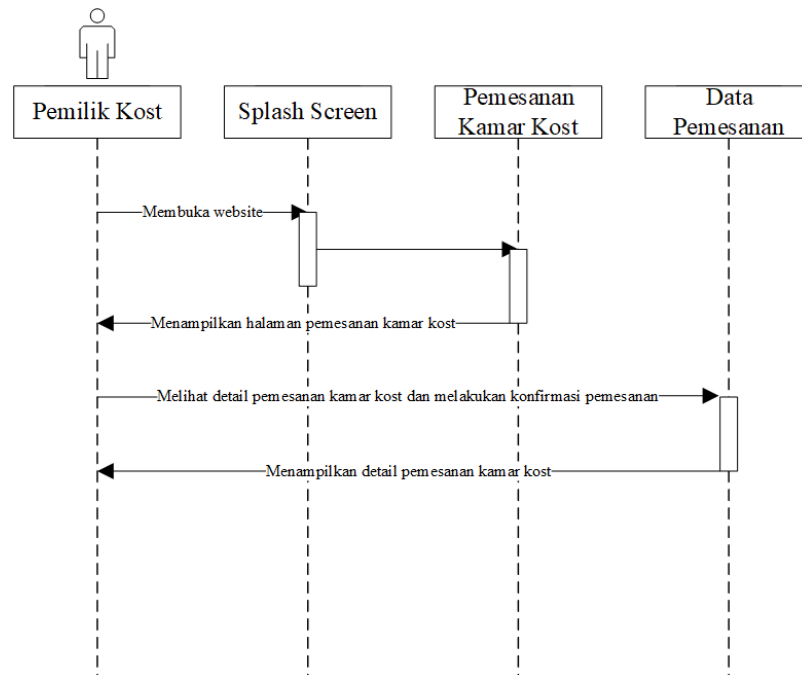 Pemilik Kost
Splash Screen
Pemesanan
Kamar Kost
Data
Pemesanan
Membuka website
Menampilkan halaman pemesanan kamar kost
Melihat detail pemesanan kamar kost dan melakukan konfirmasi pemesanan
Menampilkan detail pemesanan kamar kost